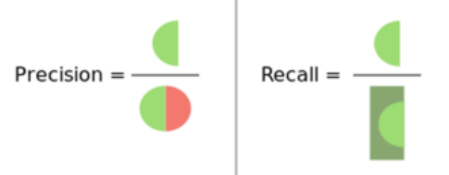 Precision =
Recall =